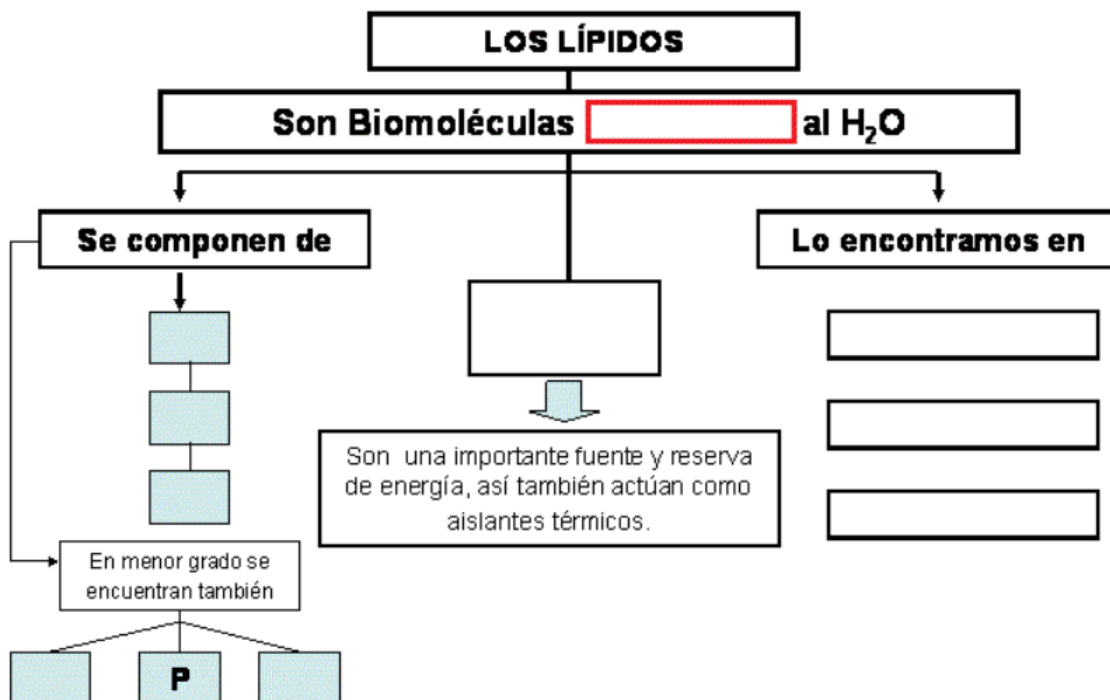 LOS LÍPIDOS
Son Biomoléculas al H₂O
Se componen de
Lo encontramos en
Son una importante fuente y reserva
de energía, así también actúan como
aislantes térmicos.
En menor grado se
encuentran también
P